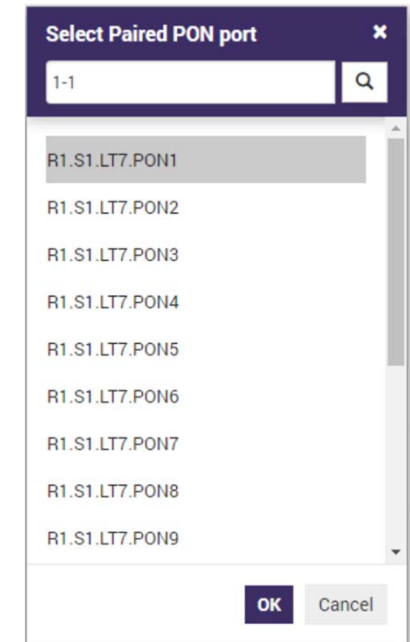 Select Paired PON port
1-1
R1.S1.LT7.PON1
R1.S1.LT7.PON2
R1.S1.LT7.PON3
R1.S1.LT7.PON4
R1.S1.LT7.PON5
R1.S1.LT7.PON6
R1.S1.LT7.PON7
R1.S1.LT7.PON8
R1.S1.LT7.PON9
OK Cancel